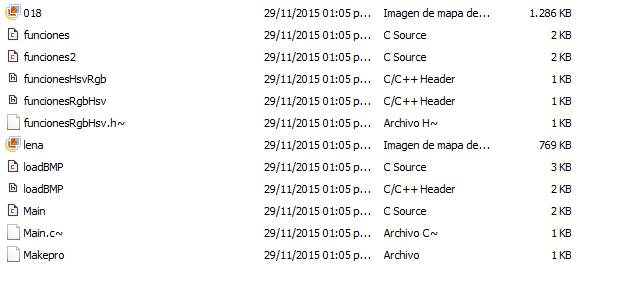 018 29/11/2015 01:05 p... Imagen de mapa de... 1.286 KB
funciones 29/11/2015 01:05 p... C Source 2 KB
funciones2 29/11/2015 01:05 p... C Source 2 KB
funcionesHsvRgb 29/11/2015 01:05 p... C/C++ Header 1 KB
funcionesRgbHsv 29/11/2015 01:05 p... C/C++ Header 1 KB
funcionesRgbHsv.h~ 29/11/2015 01:05 p... Archivo H~ 1 KB
lena 29/11/2015 01:05 p... Imagen de mapa de... 769 KB
loadBMP 29/11/2015 01:05 p... C Source 3 KB
loadBMP 29/11/2015 01:05 p... C/C++ Header 2 KB
Main 29/11/2015 01:05 p... C Source 2 KB
Main.c~ 29/11/2015 01:05 p... Archivo C~ 1 KB
Makepro 29/11/2015 01:05 p... Archivo 1 KB